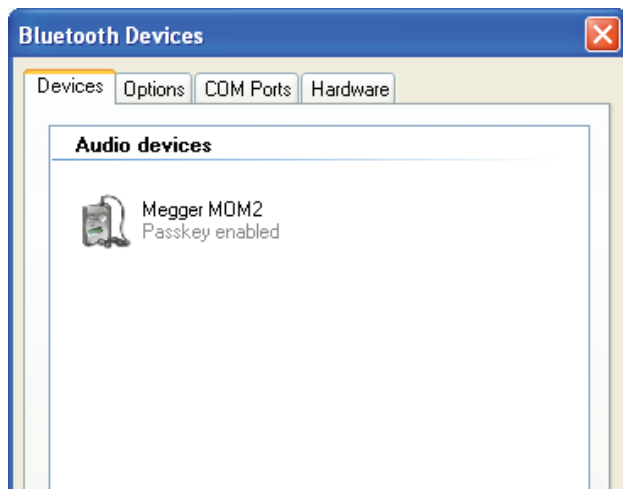 Bluetooth Devices
Devices Options COM Ports Hardware
Audio devices
Megger MOM2
Passkey enabled